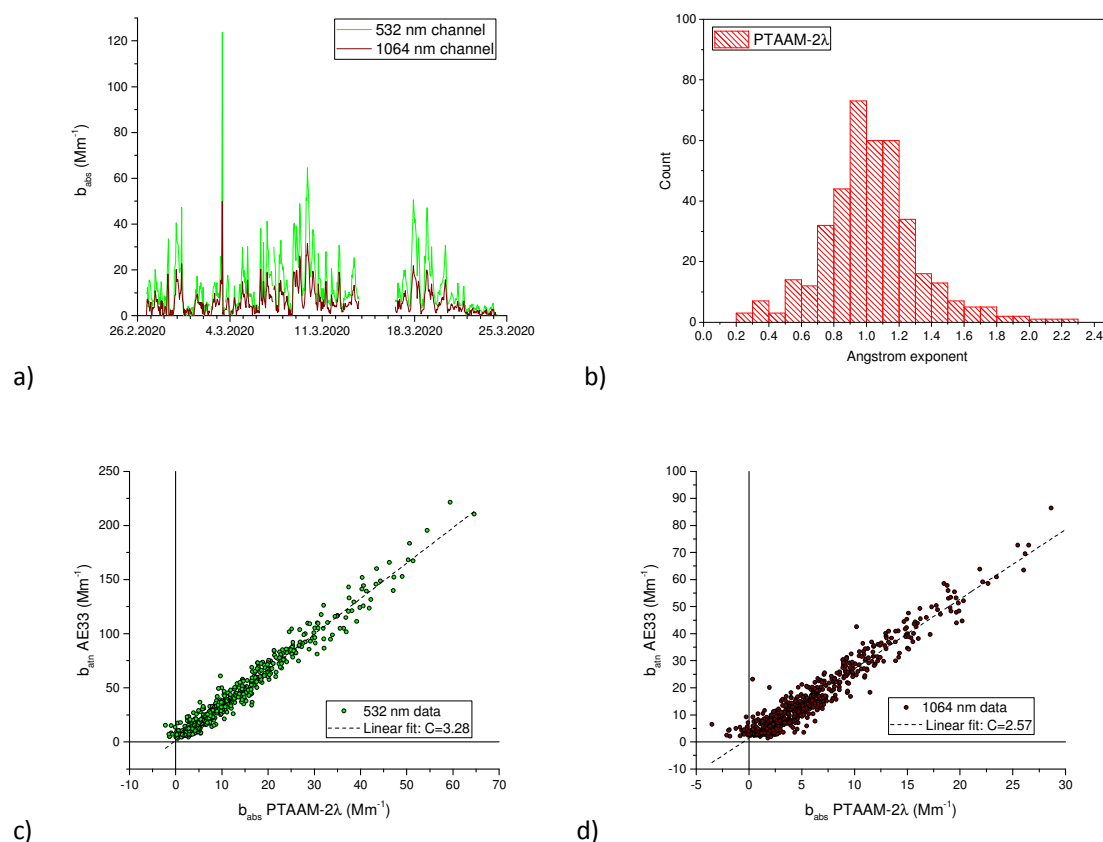 532 nm channel
1064 nm channel
130
120
110
100
90
80
70
60
50
40
30
20
10
0
b_abs (Mm⁻¹)
26.2.2020 4.3.2020 11.3.2020 18.3.2020 25.3.2020
a)
PTAAM-2λ
100
80
60
40
20
0
Count
0.0 0.2 0.4 0.6 0.8 1.0 1.2 1.4 1.6 1.8 2.0 2.2 2.4
Angstrom exponent
b)
250
200
150
100
50
0
b_atn AE33 (Mm⁻¹)
532 nm data
Linear fit: C=3.28
-10 0 10 20 30 40 50 60 70
b_abs PTAAM-2λ (Mm⁻¹)
c)
100
90
80
70
60
50
40
30
20
10
0
-10
b_atn AE33 (Mm⁻¹)
1064 nm data
Linear fit: C=2.57
-5 0 5 10 15 20 25 30
b_abs PTAAM-2λ (Mm⁻¹)
d)